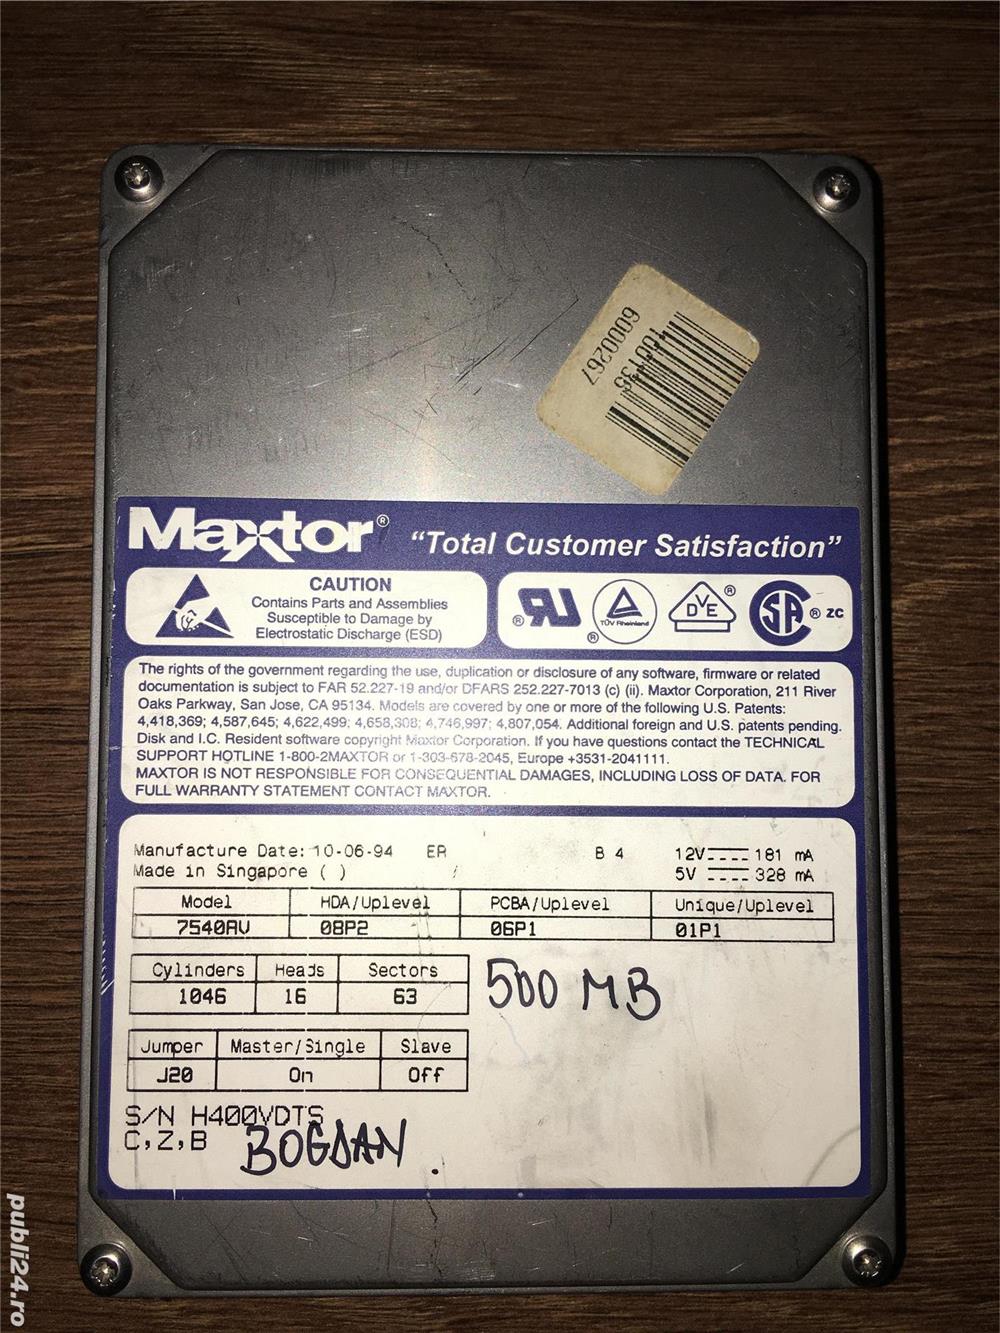 6000267
100135
Maxtor® "Total Customer Satisfaction"
CAUTION
Contains Parts and Assemblies
Susceptible to Damage by
Electrostatic Discharge (ESD)
® ® TÜV Rheinland DVE ® SA ® ZC
The rights of the government regarding the use, duplication or disclosure of any software, firmware or related
documentation is subject to FAR 52.227-19 and/or DFARS 252.227-7013 (c) (ii). Maxtor Corporation, 211 River
Oaks Parkway, San Jose, CA 95134. Models are covered by one or more of the following U.S. Patents:
4,418,369; 4,587,645; 4,622,499; 4,658,308; 4,746,997; 4,807,054. Additional foreign and U.S. patents pending.
Disk and I.C. Resident software copyright Maxtor Corporation. If you have questions contact the TECHNICAL
SUPPORT HOTLINE 1-800-2MAXTOR or 1-303-678-2045, Europe +3531-2041111.
MAXTOR IS NOT RESPONSIBLE FOR CONSEQUENTIAL DAMAGES, INCLUDING LOSS OF DATA. FOR
FULL WARRANTY STATEMENT CONTACT MAXTOR.
Manufacture Date: 10-06-94 ER B 4 12V 181 mA
Made in Singapore ( ) 5V 328 mA
Model HDA/Uplevel PCBA/Uplevel Unique/Uplevel
7540AV 08P2 06P1 01P1
Cylinders Heads Sectors
1046 16 63
500 MB
Jumper Master/Single Slave
J20 On Off
S/N H400VDTS
C,Z,B
BOGDAN.
publi24.ro